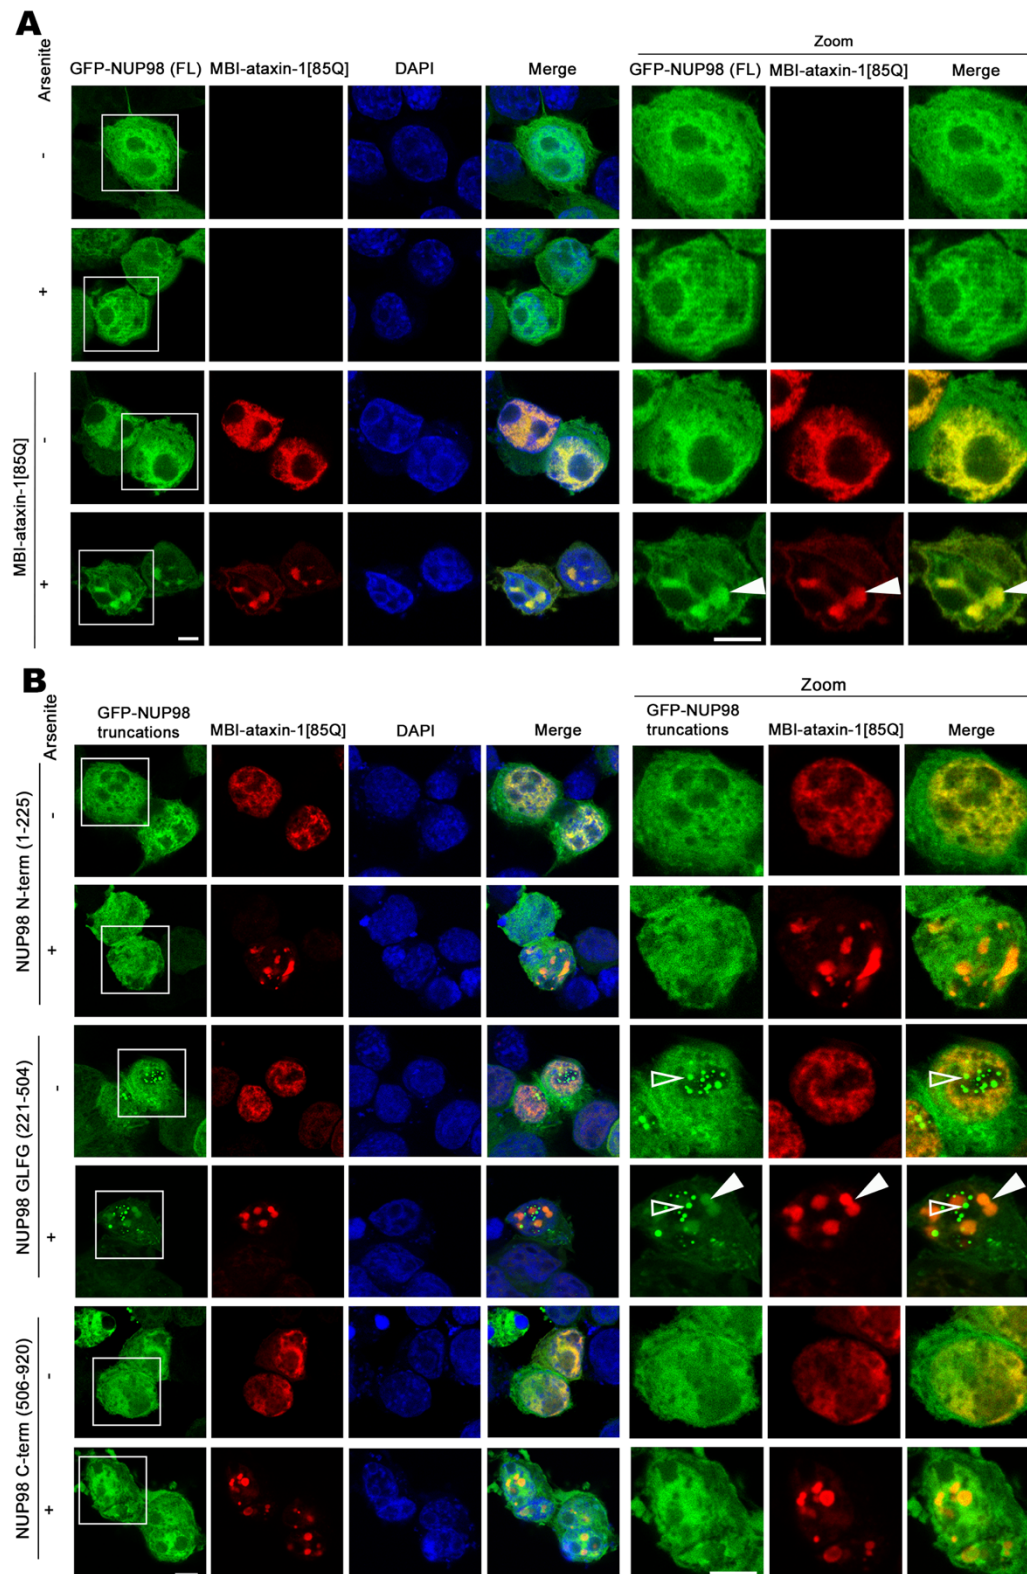 A
Arsenite
Zoom
GFP-NUP98 (FL) MBI-ataxin-1[85Q] DAPI Merge GFP-NUP98 (FL) MBI-ataxin-1[85Q] Merge
-
+
MBI-ataxin-1[85Q]
-
+
B
Arsenite
Zoom
GFP-NUP98
truncations
MBI-ataxin-1[85Q] DAPI Merge
GFP-NUP98
truncations
MBI-ataxin-1[85Q] Merge
NUP98 N-term (1-225)
-
+
NUP98 GLFG (221-504)
-
+
NUP98 C-term (506-920)
-
+